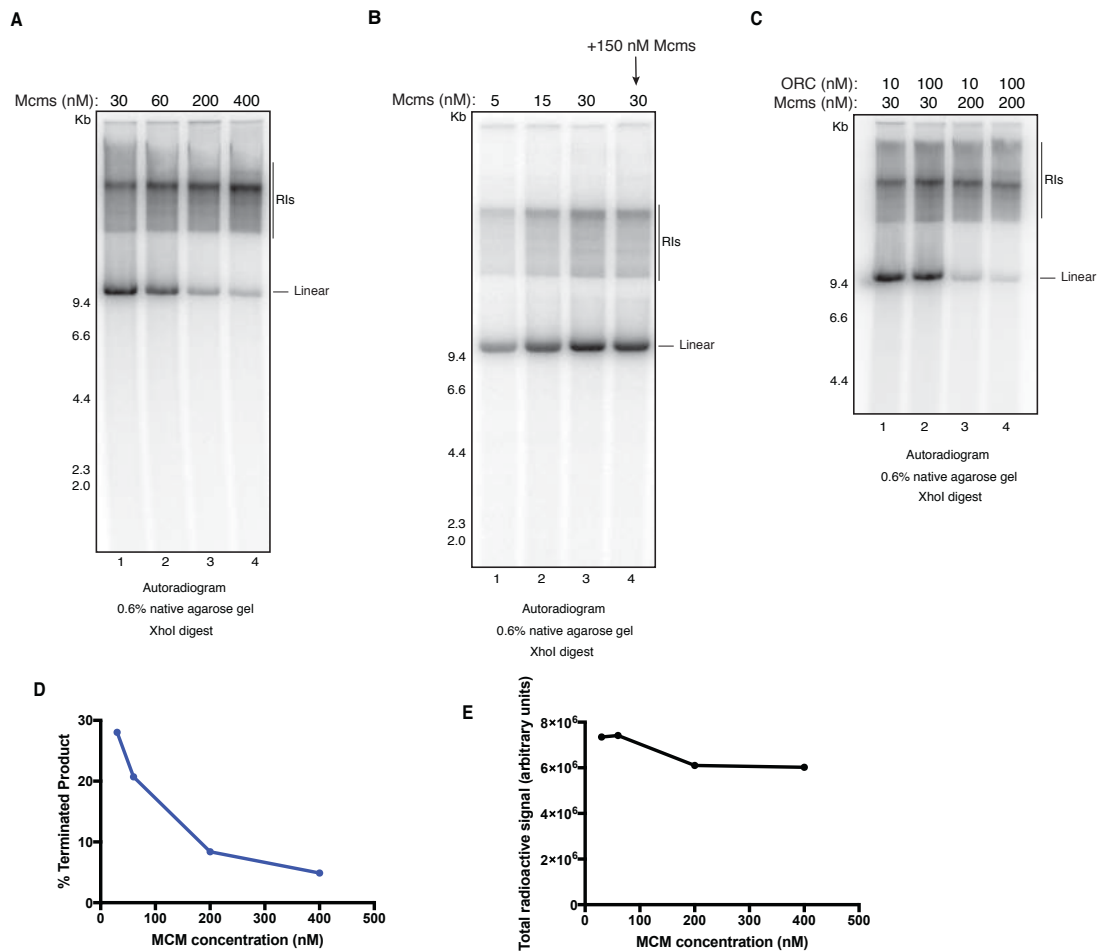 A
Mcms (nM): 30 60 200 400
Kb
RIs
Linear
9.4
6.6
4.4
2.3
2.0
1 2 3 4
Autoradiogram
0.6% native agarose gel
XhoI digest
B
+150 nM Mcms
Mcms (nM): 5 15 30 30
Kb
RIs
Linear
9.4
6.6
4.4
2.3
2.0
1 2 3 4
Autoradiogram
0.6% native agarose gel
XhoI digest
C
ORC (nM): 10 100 10 100
Mcms (nM): 30 30 200 200
Kb
RIs
Linear
9.4
6.6
4.4
1 2 3 4
Autoradiogram
0.6% native agarose gel
XhoI digest
D
% Terminated Product
30
20
10
0
0 100 200 300 400 500
MCM concentration (nM)
E
Total radioactive signal (arbitrary units)
8×10⁶
6×10⁶
4×10⁶
2×10⁶
0
0 100 200 300 400 500
MCM concentration (nM)